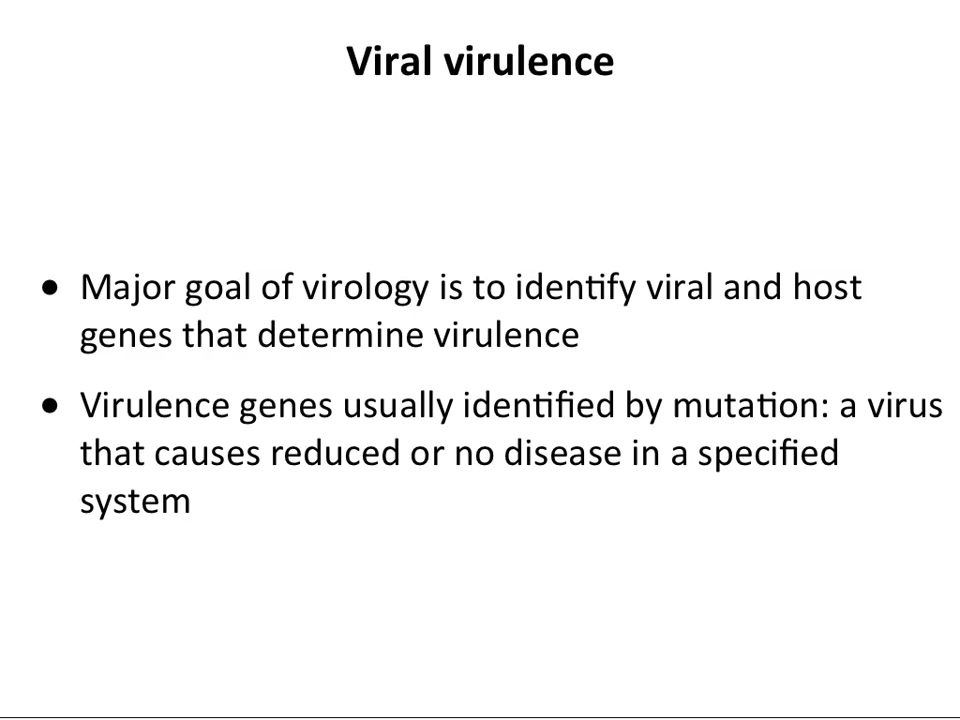 Viral virulence
• Major goal of virology is to identify viral and host
genes that determine virulence
• Virulence genes usually identified by mutation: a virus
that causes reduced or no disease in a specified
system